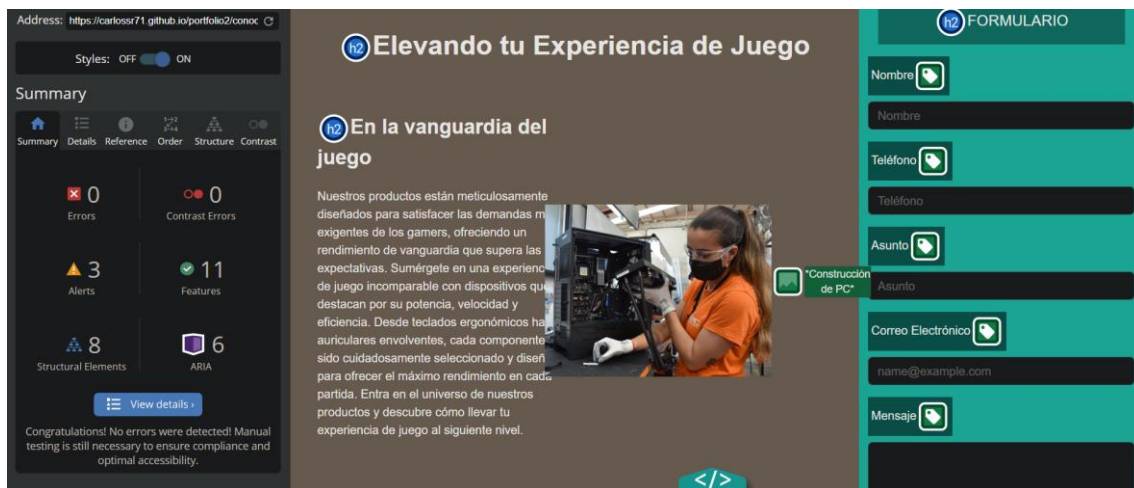 Address: https://carlossr71.github.io/portfolio2/conoc
Styles: OFF ON
Summary
Summary Details Reference Order Structure Contrast
0
Errors
0
Contrast Errors
3
Alerts
11
Features
8
Structural Elements
6
ARIA
View details ›
Congratulations! No errors were detected! Manual
testing is still necessary to ensure compliance and
optimal accessibility.
h2 Elevando tu Experiencia de Juego
h2 En la vanguardia del
juego
Nuestros productos están meticulosamente
diseñados para satisfacer las demandas m
exigentes de los gamers, ofreciendo un
rendimiento de vanguardia que supera las
expectativas. Sumérgete en una experienc
de juego incomparable con dispositivos que
destacan por su potencia, velocidad y
eficiencia. Desde teclados ergonómicos ha
auriculares envolventes, cada componente
sido cuidadosamente seleccionado y diseñ
para ofrecer el máximo rendimiento en cada
partida. Entra en el universo de nuestros
productos y descubre cómo llevar tu
experiencia de juego al siguiente nivel.
*Construcción
de PC*
</>
h2 FORMULARIO
Nombre
Nombre
Teléfono
Teléfono
Asunto
Asunto
Correo Electrónico
name@example.com
Mensaje